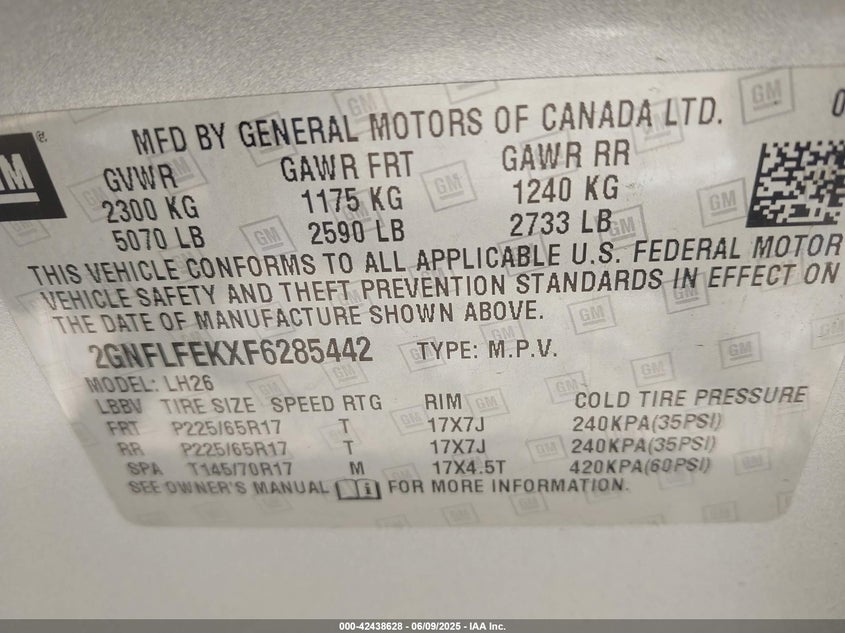 MFD BY GENERAL MOTORS OF CANADA LTD. 0
GM ®
GVWR GAWR FRT GAWR RR
2300 KG 1175 KG 1240 KG
5070 LB 2590 LB 2733 LB
THIS VEHICLE CONFORMS TO ALL APPLICABLE U.S. FEDERAL MOTOR
VEHICLE SAFETY AND THEFT PREVENTION STANDARDS IN EFFECT ON
THE DATE OF MANUFACTURE SHOWN ABOVE.
2GNFLFEKXF6285442 TYPE: M.P.V.
MODEL: LH26
LBBV TIRE SIZE SPEED RTG RIM COLD TIRE PRESSURE
FRT P225/65R17 T 17X7J 240KPA(35PSI)
RR P225/65R17 T 17X7J 240KPA(35PSI)
SPA T145/70R17 M 17X4.5T 420KPA(60PSI)
SEE OWNER'S MANUAL i FOR MORE INFORMATION.
000-42438628 - 06/09/2025 - IAA Inc.